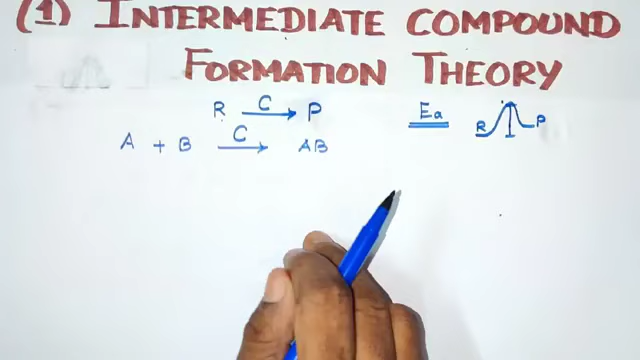 (1) INTERMEDIATE COMPOUND
FORMATION THEORY
R C→ P
Ea
R P
A + B C→ AB